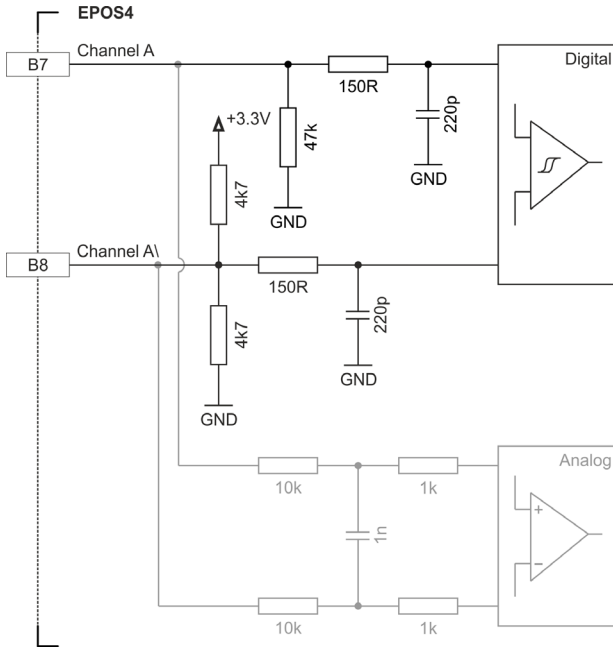 EPOS4
Channel A
B7
Digital
150R
220p
+3.3V
47k
GND
4k7
GND
Channel A\
B8
150R
220p
4k7
GND
GND
Analog
10k
1k
+
1n
−
10k
1k